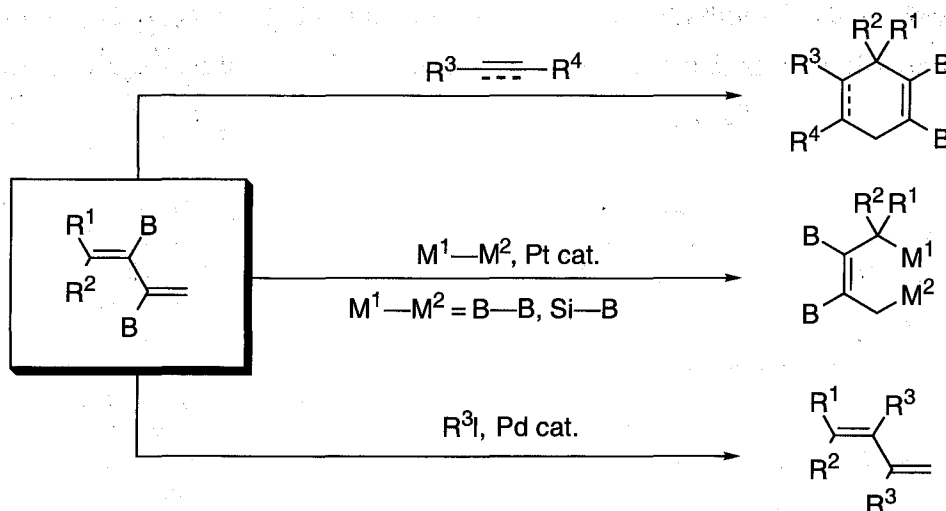 R² R¹
R³ R⁴
R³ B
R⁴ B
R¹ B
R² B
M¹—M², Pt cat.
M¹—M² = B—B, Si—B
R² R¹
B M¹
B M²
R³I, Pd cat.
R¹ R³
R² R³